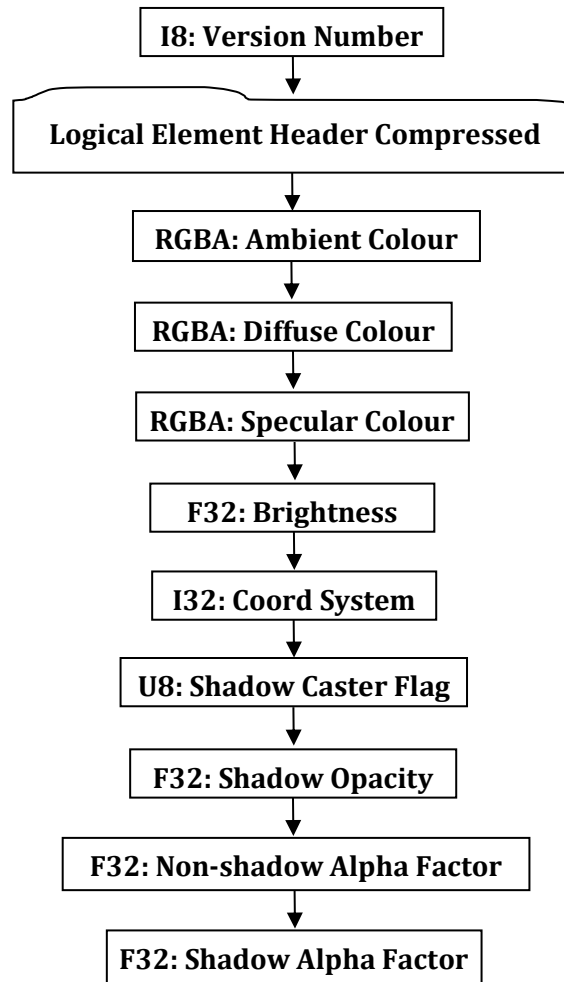 I8: Version Number
Logical Element Header Compressed
RGBA: Ambient Colour
RGBA: Diffuse Colour
RGBA: Specular Colour
F32: Brightness
I32: Coord System
U8: Shadow Caster Flag
F32: Shadow Opacity
F32: Non-shadow Alpha Factor
F32: Shadow Alpha Factor